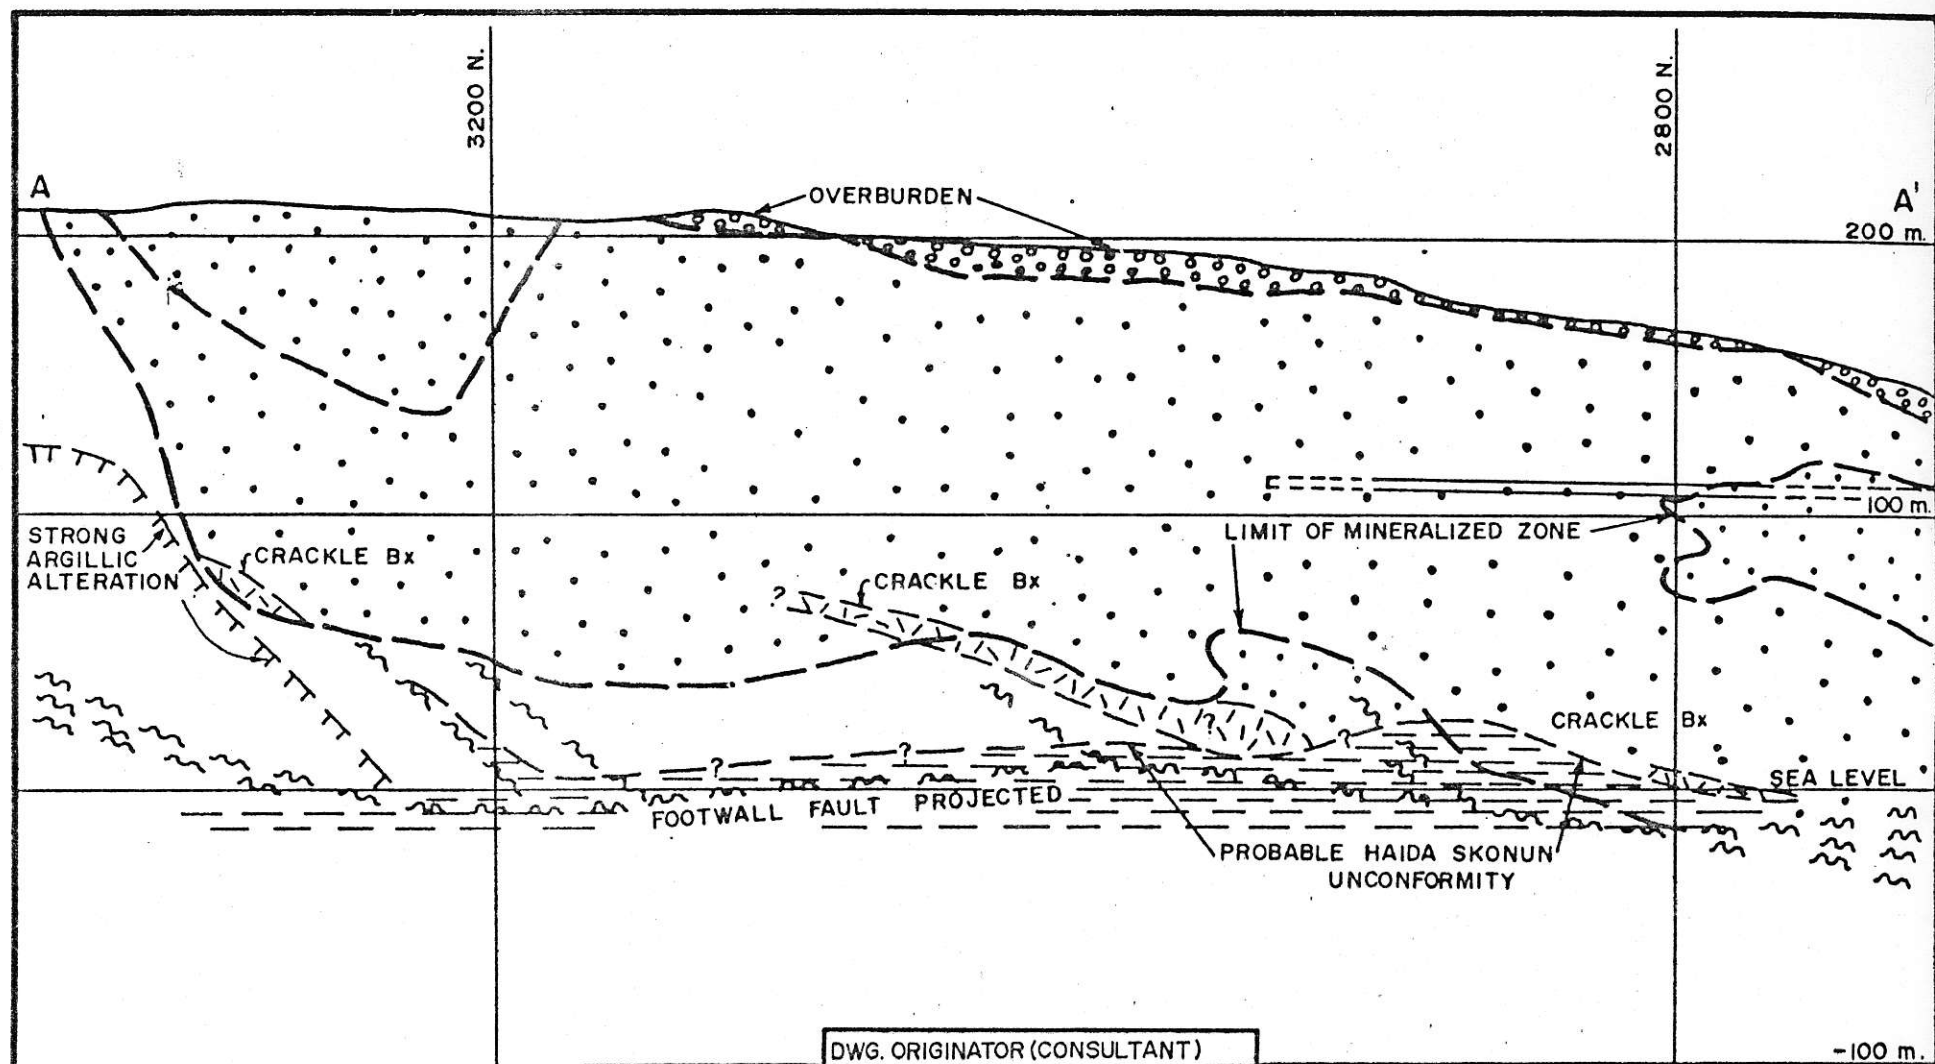 3200 N.
2800 N.
A
OVERBURDEN
A'
200 m.
100 m.
LIMIT OF MINERALIZED ZONE
STRONG
ARGILLIC
ALTERATION
CRACKLE Bx
?
CRACKLE Bx
?
CRACKLE Bx
?
?
?
SEA LEVEL
FOOTWALL FAULT PROJECTED
PROBABLE HAIDA SKONUN
UNCONFORMITY
DWG. ORIGINATOR (CONSULTANT)
-100 m.